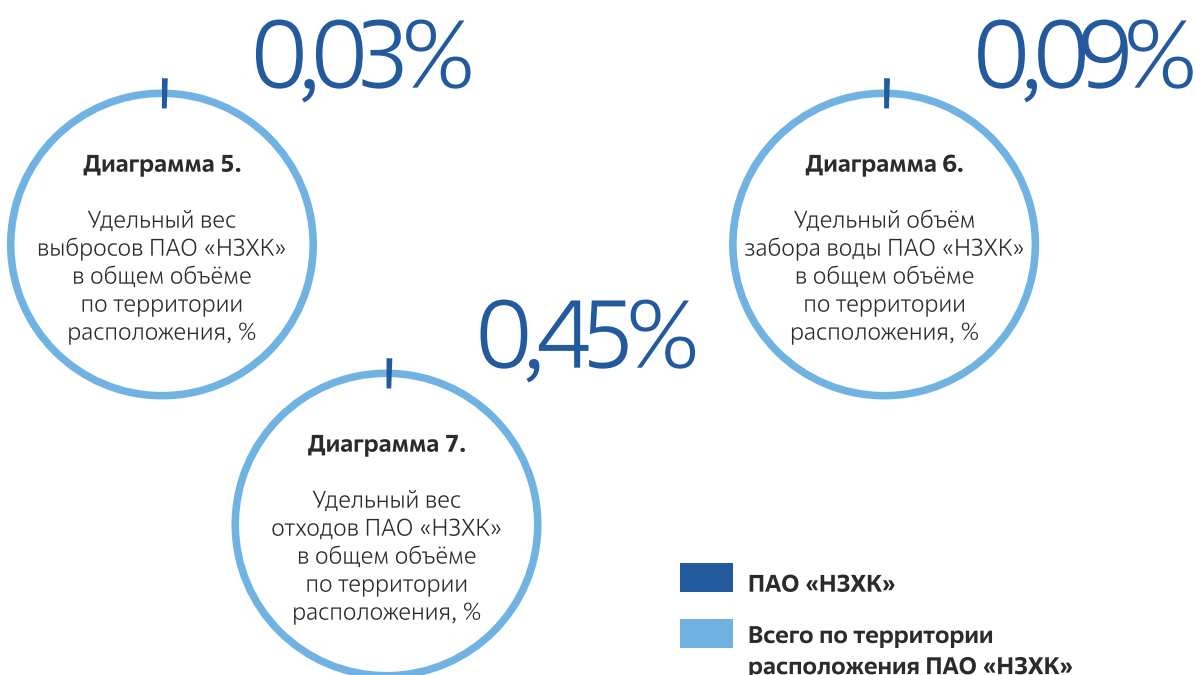 0,03%
Диаграмма 5.
Удельный вес
выбросов ПАО «НЗХК»
в общем объёме
по территории
расположения, %
0,09%
Диаграмма 6.
Удельный объём
забора воды ПАО «НЗХК»
в общем объёме
по территории
расположения, %
0,45%
Диаграмма 7.
Удельный вес
отходов ПАО «НЗХК»
в общем объёме
по территории
расположения, %
ПАО «НЗХК»
Всего по территории
расположения ПАО «НЗХК»